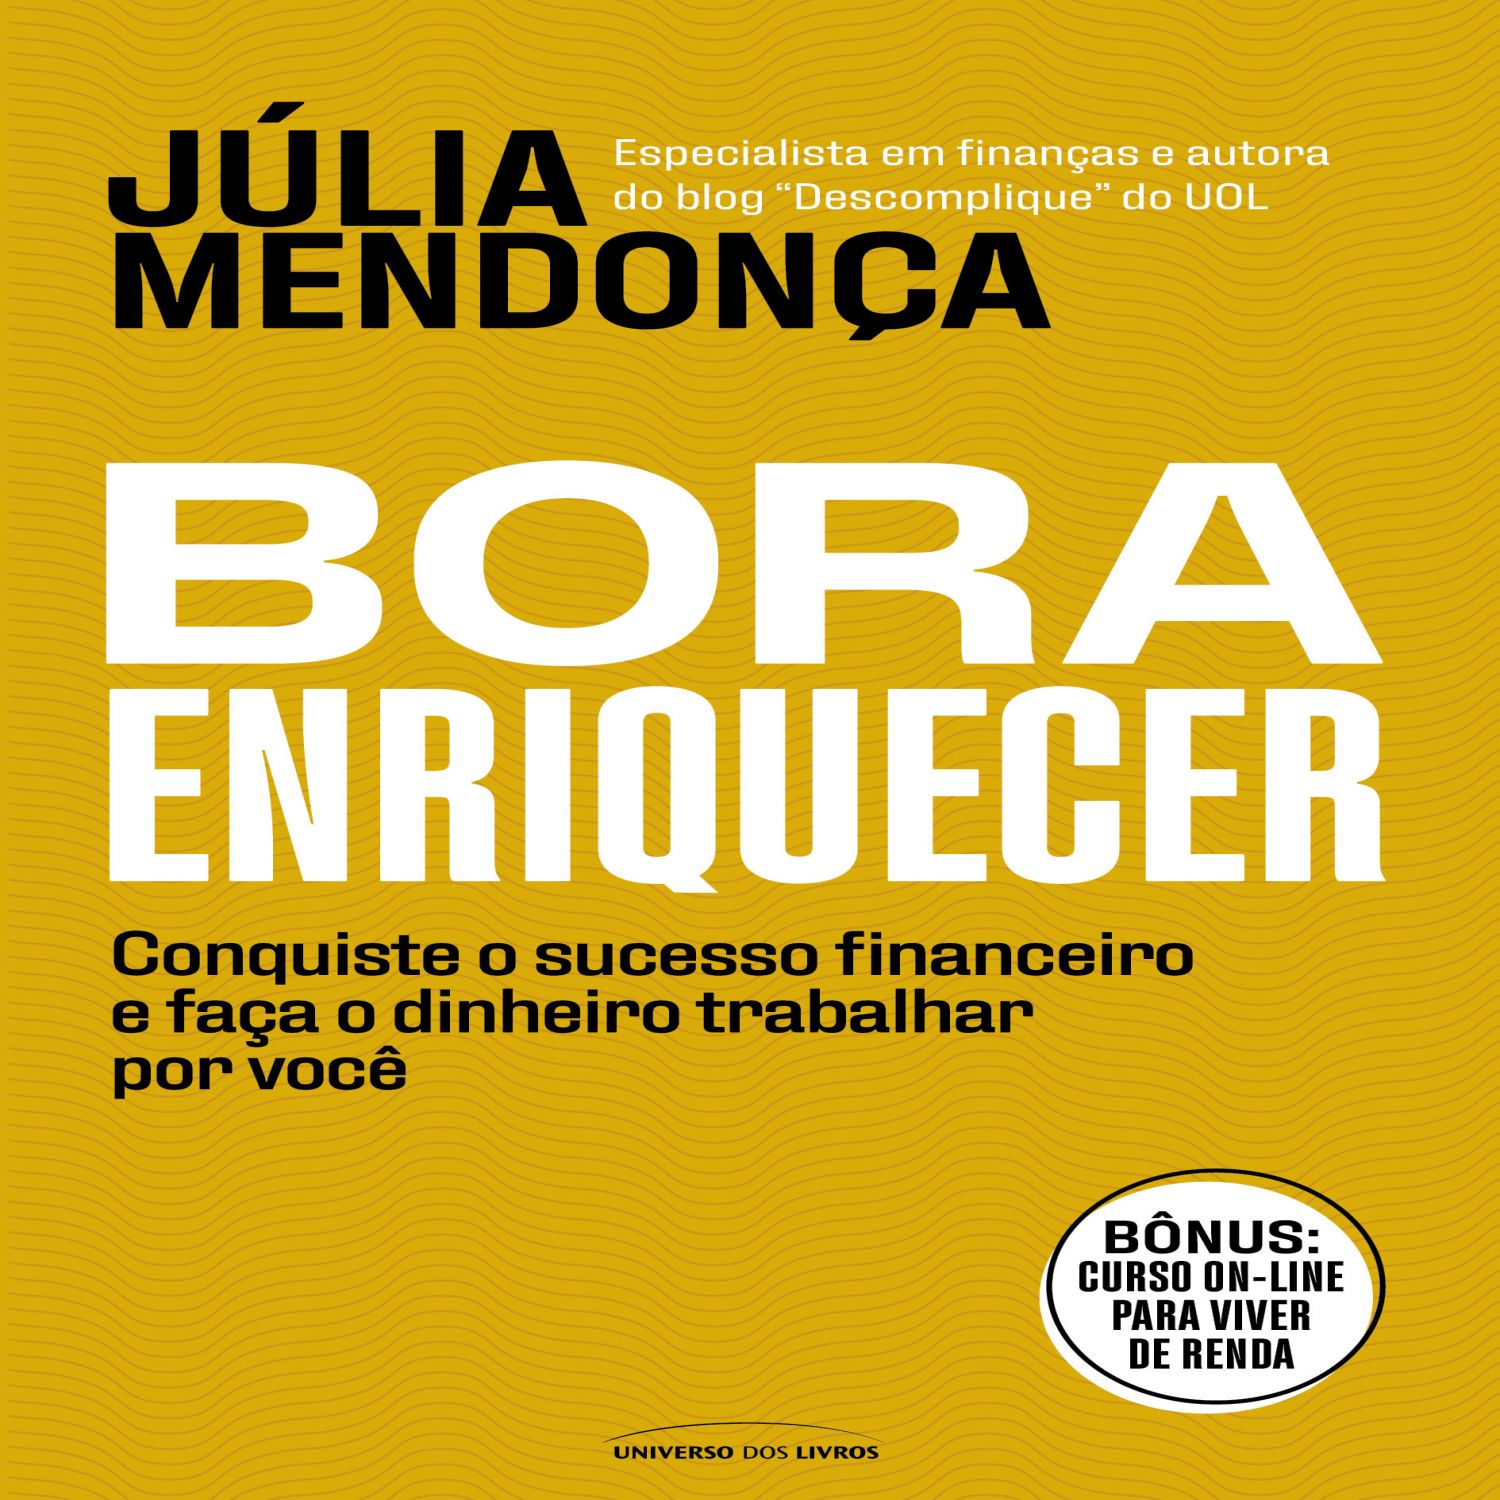 JÚLIA
Especialista em finanças e autora
do blog “Descomplique” do UOL
MENDONÇA
BORA
ENRIQUECER
Conquiste o sucesso financeiro
e faça o dinheiro trabalhar
por você
BÔNUS:
CURSO ON-LINE
PARA VIVER
DE RENDA
UNIVERSO DOS LIVROS